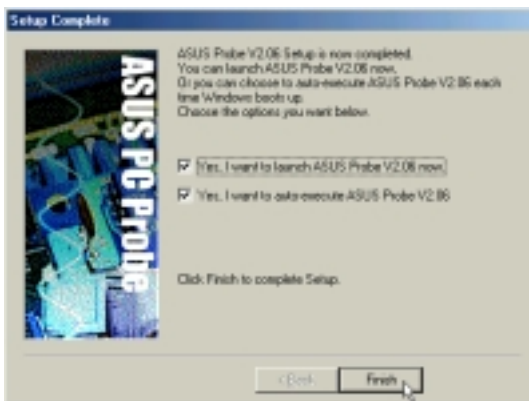 Setup Complete
ASUS PC Probe
ASUS Probe V2.06 Setup is now completed.
You can launch ASUS Probe V2.06 now.
Or you can choose to auto-execute ASUS Probe V2.06 each
time Windows boots up.
Choose the options you want below.
Yes, I want to launch ASUS Probe V2.06 now.
Yes, I want to auto-execute ASUS Probe V2.06
Click Finish to complete Setup.
< Back
Finish